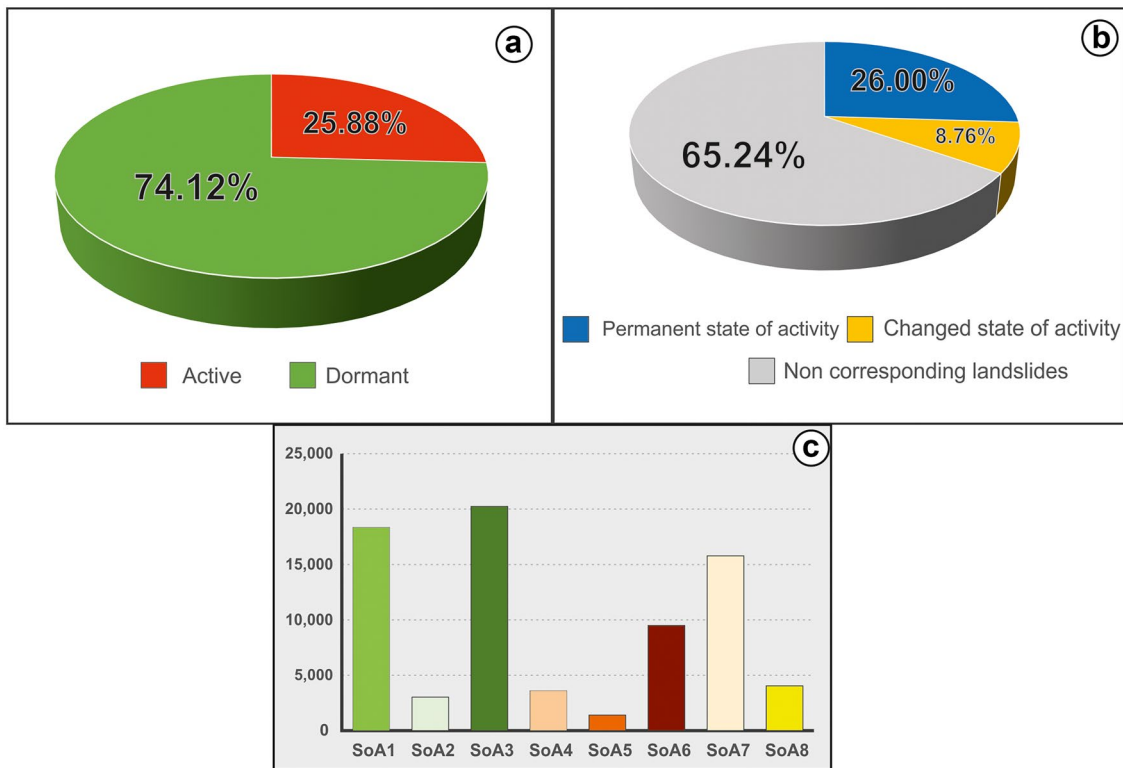 a
25.88%
74.12%
Active Dormant
b
26.00%
8.76%
65.24%
Permanent state of activity Changed state of activity
Non corresponding landslides
c
25,000
20,000
15,000
10,000
5,000
0
SoA1 SoA2 SoA3 SoA4 SoA5 SoA6 SoA7 SoA8